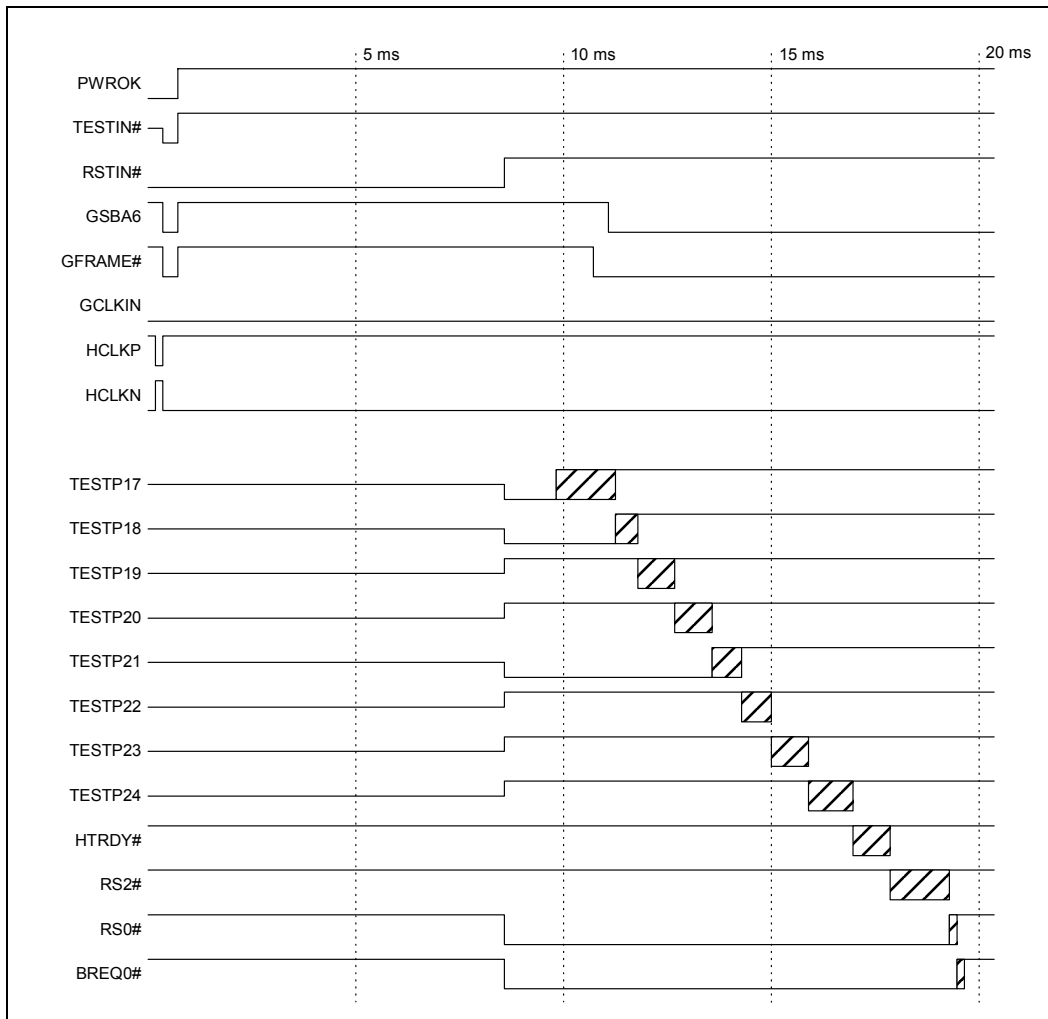 5 ms 10 ms 15 ms 20 ms
PWROK
TESTIN#
RSTIN#
GSBA6
GFRAME#
GCLKIN
HCLKP
HCLKN
TESTP17
TESTP18
TESTP19
TESTP20
TESTP21
TESTP22
TESTP23
TESTP24
HTRDY#
RS2#
RS0#
BREQ0#